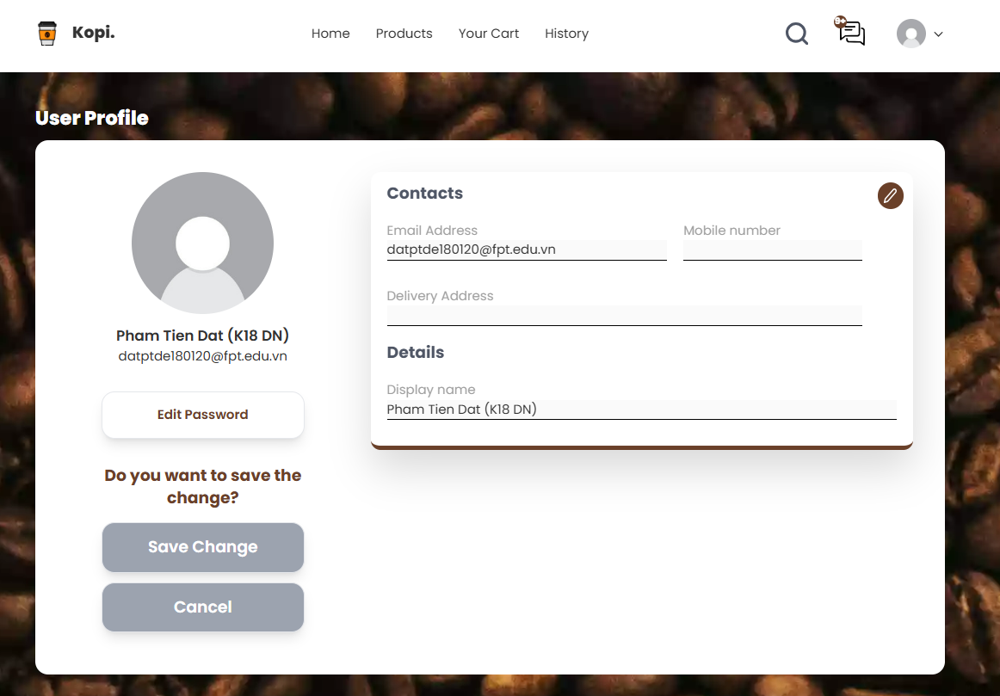 Kopi.
Home
Products
Your Cart
History
9+
User Profile
Pham Tien Dat (K18 DN)
datptde180120@fpt.edu.vn
Edit Password
Do you want to save the
change?
Save Change
Cancel
Contacts
Email Address
datptde180120@fpt.edu.vn
Mobile number
Delivery Address
Details
Display name
Pham Tien Dat (K18 DN)